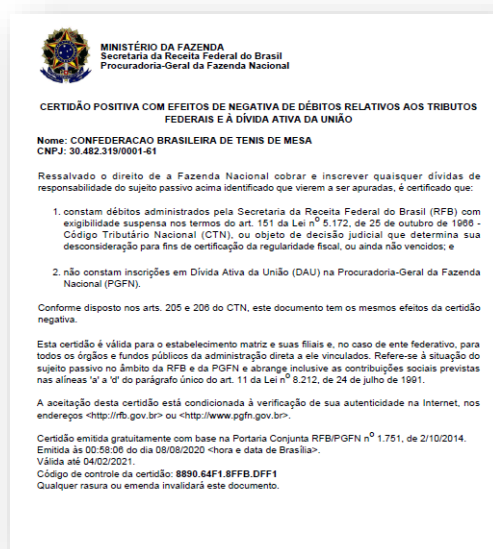 MINISTÉRIO DA FAZENDA
Secretaria da Receita Federal do Brasil
Procuradoria-Geral da Fazenda Nacional
CERTIDÃO POSITIVA COM EFEITOS DE NEGATIVA DE DÉBITOS RELATIVOS AOS TRIBUTOS
FEDERAIS E À DÍVIDA ATIVA DA UNIÃO
Nome: CONFEDERACAO BRASILEIRA DE TENIS DE MESA
CNPJ: 30.482.319/0001-61
Ressalvado o direito de a Fazenda Nacional cobrar e inscrever quaisquer dívidas de
responsabilidade do sujeito passivo acima identificado que vierem a ser apuradas, é certificado que:
1. constam débitos administrados pela Secretaria da Receita Federal do Brasil (RFB) com
exigibilidade suspensa nos termos do art. 151 da Lei nº 5.172, de 25 de outubro de 1966 -
Código Tributário Nacional (CTN), ou objeto de decisão judicial que determina sua
desconsideração para fins de certificação da regularidade fiscal, ou ainda não vencidos; e
2. não constam inscrições em Dívida Ativa da União (DAU) na Procuradoria-Geral da Fazenda
Nacional (PGFN).
Conforme disposto nos arts. 205 e 206 do CTN, este documento tem os mesmos efeitos da certidão
negativa.
Esta certidão é válida para o estabelecimento matriz e suas filiais e, no caso de ente federativo, para
todos os órgãos e fundos públicos da administração direta a ele vinculados. Refere-se à situação do
sujeito passivo no âmbito da RFB e da PGFN e abrange inclusive as contribuições sociais previstas
nas alíneas 'a' a 'd' do parágrafo único do art. 11 da Lei nº 8.212, de 24 de julho de 1991.
A aceitação desta certidão está condicionada à verificação de sua autenticidade na Internet, nos
endereços <http://rfb.gov.br> ou <http://www.pgfn.gov.br>.
Certidão emitida gratuitamente com base na Portaria Conjunta RFB/PGFN nº 1.751, de 2/10/2014.
Emitida às 00:58:06 do dia 08/08/2020 <hora e data de Brasília>.
Válida até 04/02/2021.
Código de controle da certidão: 8890.64F1.8FFB.DFF1
Qualquer rasura ou emenda invalidará este documento.